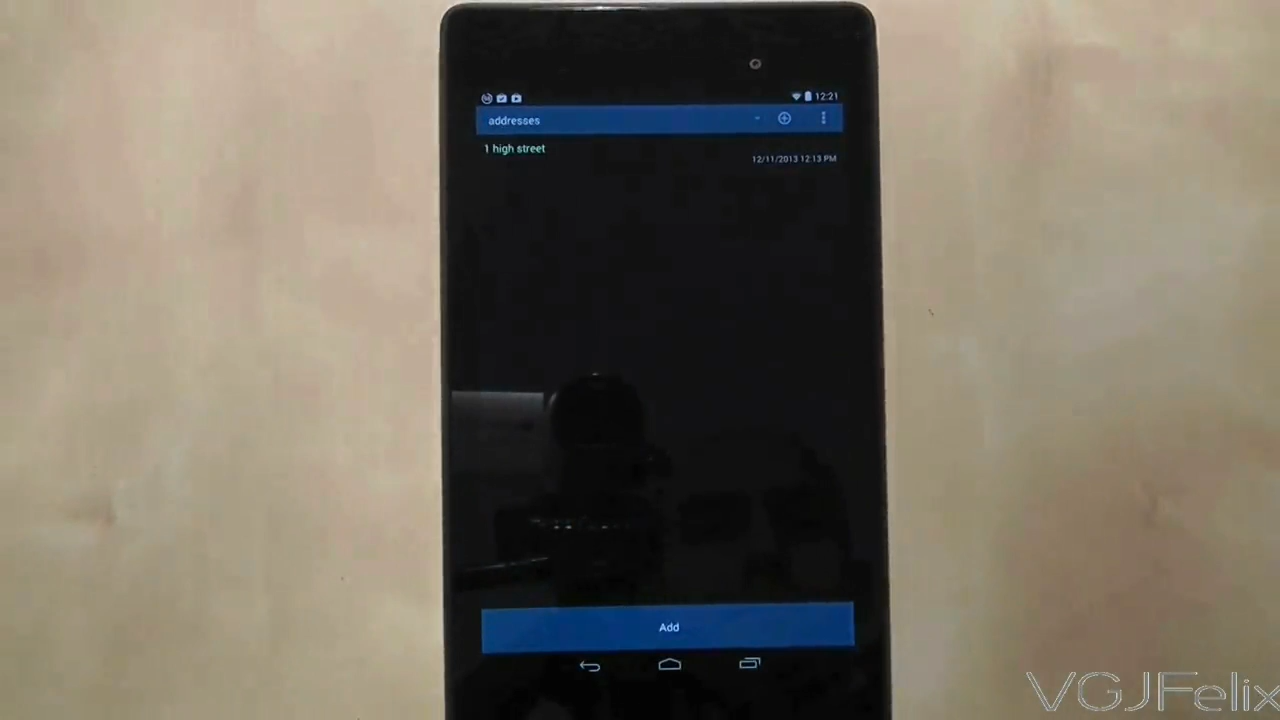 12:21
addresses
1 high street
12/11/2013 12:13 PM
Add
VGJFelix